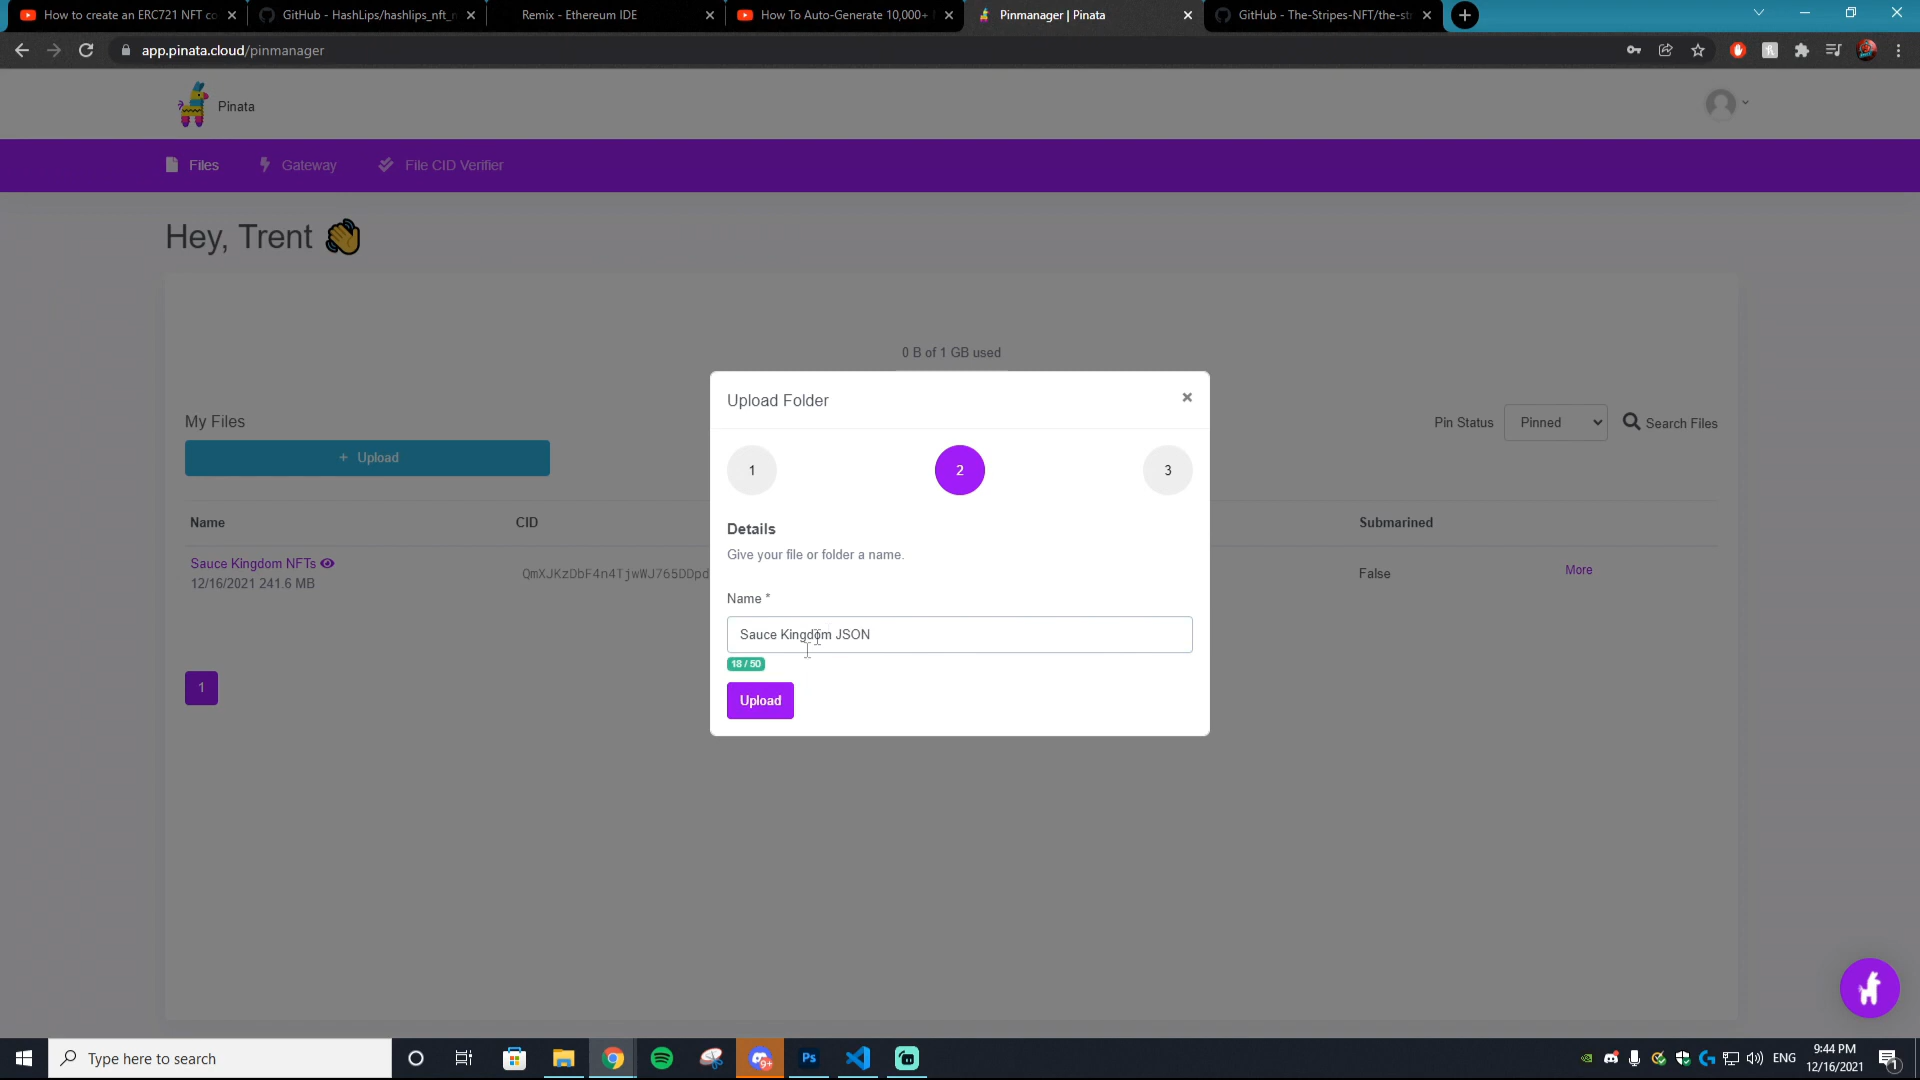 How to create an ERC721 NFT co
GitHub - HashLips/hashlips_nft_
Remix - Ethereum IDE
How To Auto-Generate 10,000+
Pinmanager | Pinata
GitHub - The-Stripes-NFT/the-st
app.pinata.cloud/pinmanager
Pinata
Files
Gateway
File CID Verifier
Hey, Trent 👋
0 B of 1 GB used
Upload Folder
My Files
Pin Status
Pinned
Search Files
+ Upload
1
2
3
Name
CID
Submarined
Details
Give your file or folder a name.
Sauce Kingdom NFTs
12/16/2021 241.6 MB
QmXJKzDbF4n4TjwWJ765DDpd
False
More
Name *
Sauce Kingdom JSON
18 / 50
Upload
1
Type here to search
9+
Ps
ENG
9:44 PM
12/16/2021
1